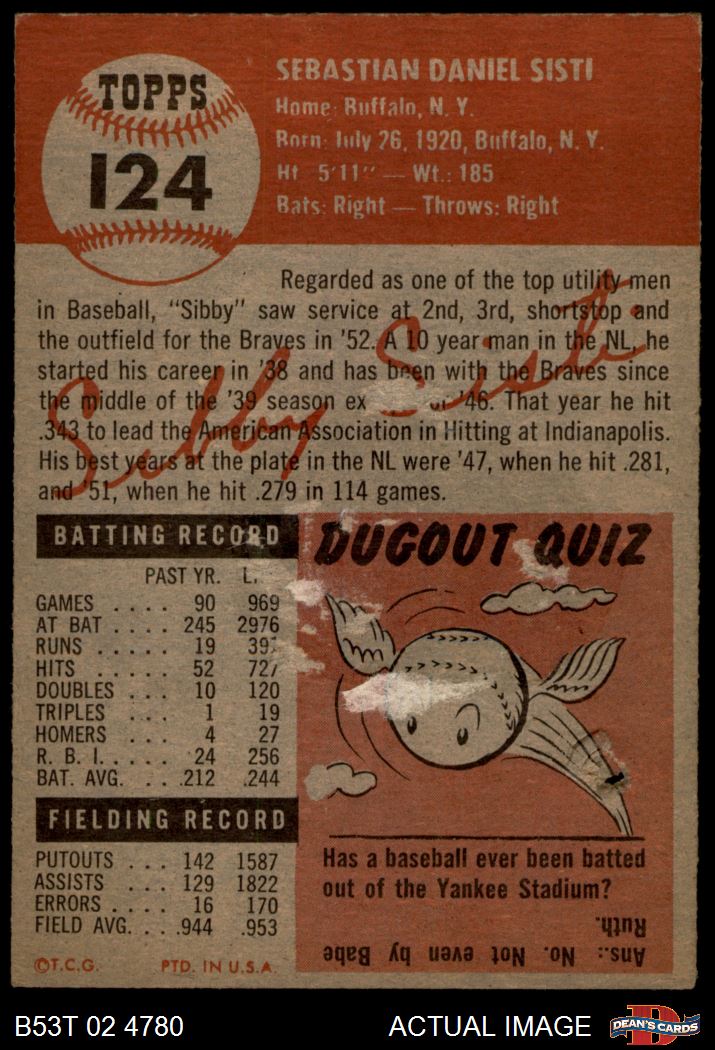 TOPPS
124
SEBASTIAN DANIEL SISTI
Home: Buffalo, N. Y.
Born: July 26, 1920, Buffalo, N. Y.
Ht 5'11" — Wt.: 185
Bats: Right — Throws: Right
Regarded as one of the top utility men
in Baseball, "Sibby" saw service at 2nd, 3rd, shortstop and
the outfield for the Braves in '52. A 10 year man in the NL, he
started his career in '38 and has been with the Braves since
the middle of the '39 season ex '46. That year he hit
.343 to lead the American Association in Hitting at Indianapolis.
His best years at the plate in the NL were '47, when he hit .281,
and '51, when he hit .279 in 114 games.
Sibby Sisti
BATTING RECORD
PAST YR. L.
GAMES .... 90 969
AT BAT .... 245 2976
RUNS ... 19 39
HITS .... 52 727
DOUBLES .... 10 120
TRIPLES ... 1 19
HOMERS ... 4 27
R. B. I. .... 24 256
BAT. AVG. ... .212 .244
FIELDING RECORD
PUTOUTS ... 142 1587
ASSISTS ... 129 1822
ERRORS .... 16 170
FIELD AVG. ... .944 .953
©T.C.G. PTD. IN U.S.A.
DUGOUT QUIZ
Has a baseball ever been batted
out of the Yankee Stadium?
Ans.: No. Not even by Babe
Ruth.
B53T 02 4780 ACTUAL IMAGE DEAN'S CARDS